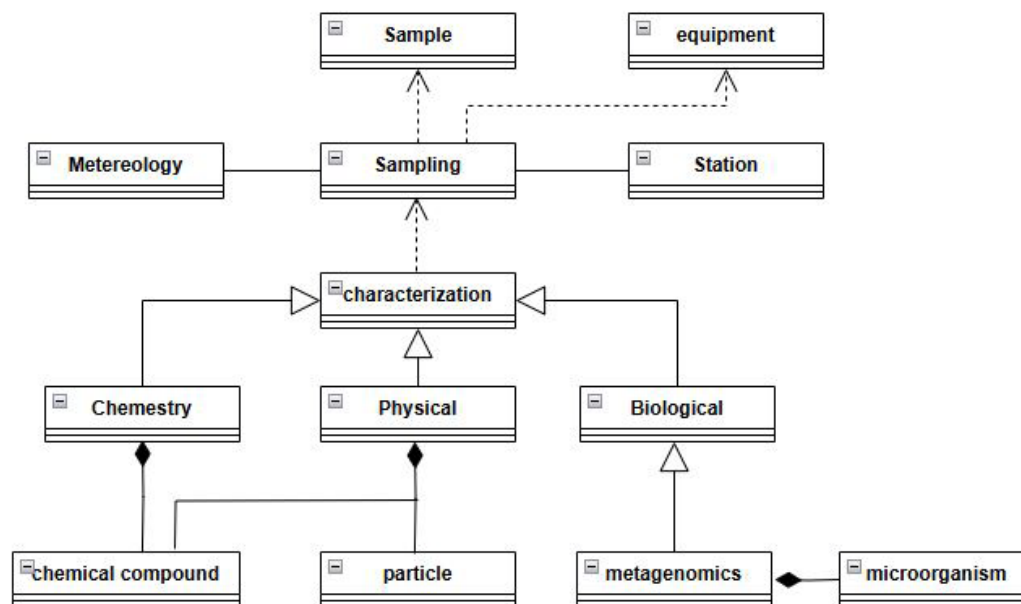 Sample
equipment
Metereology
Sampling
Station
characterization
Chemestry
Physical
Biological
chemical compound
particle
metagenomics
microorganism